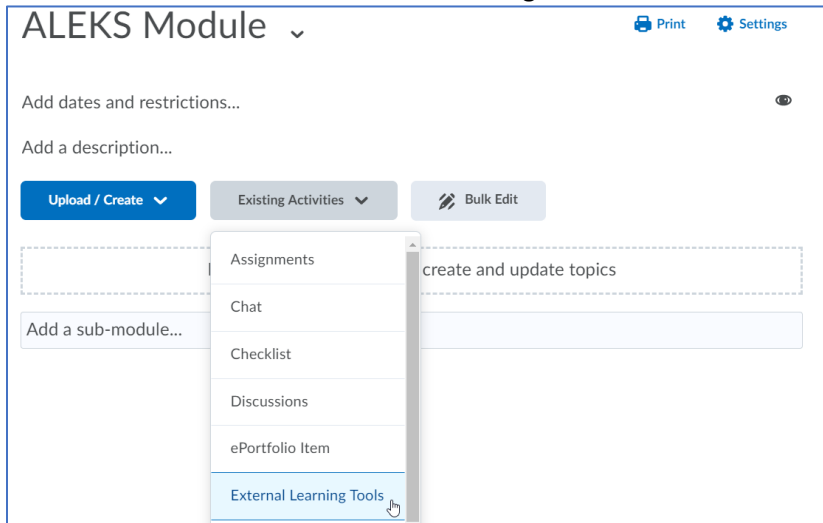 ALEKS Module
Print
Settings
Add dates and restrictions...
Add a description...
Upload / Create
Existing Activities
Bulk Edit
create and update topics
Add a sub-module...
Assignments
Chat
Checklist
Discussions
ePortfolio Item
External Learning Tools